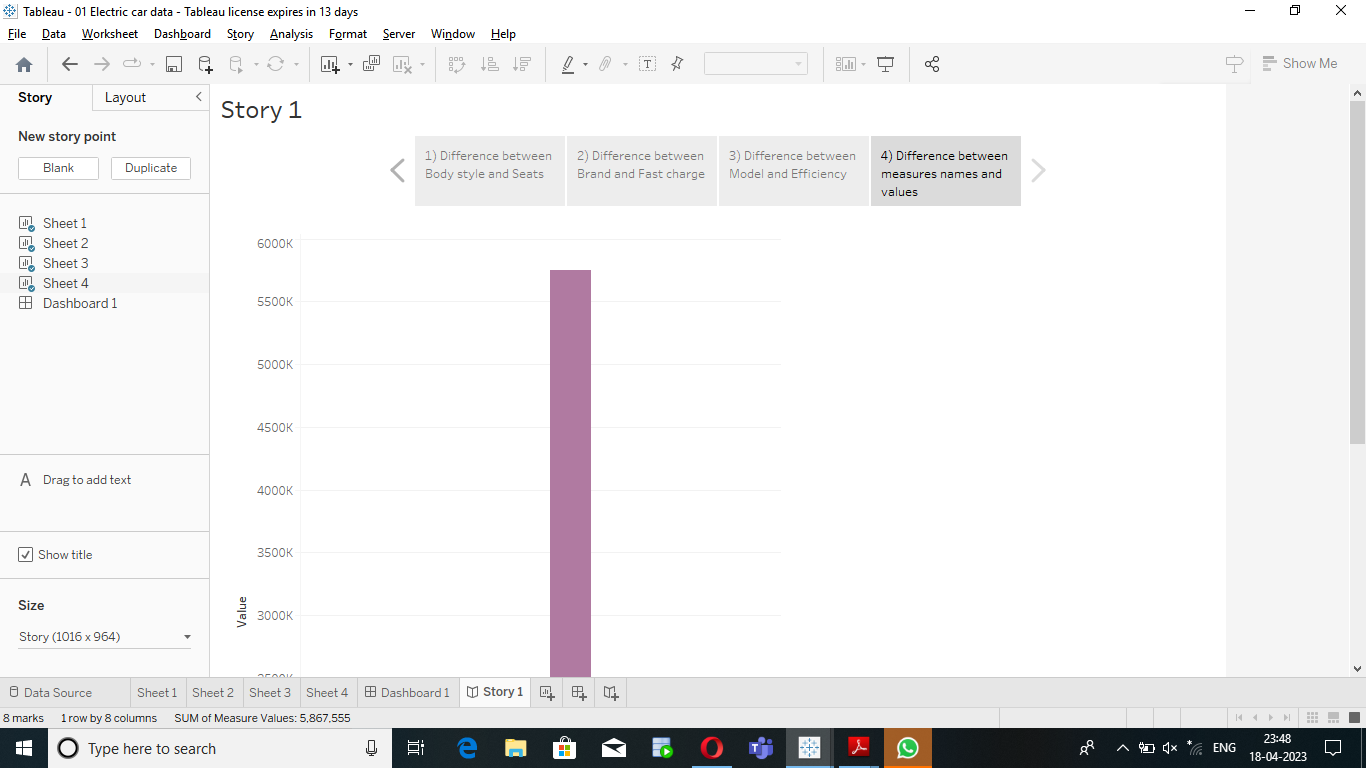 Tableau - 01 Electric car data - Tableau license expires in 13 days
File Data Worksheet Dashboard Story Analysis Format Server Window Help
Show Me
Story Layout
New story point
Blank Duplicate
Sheet 1
Sheet 2
Sheet 3
Sheet 4
Dashboard 1
A Drag to add text
Show title
Size
Story (1016 x 964)
Story 1
1) Difference between
Body style and Seats
2) Difference between
Brand and Fast charge
3) Difference between
Model and Efficiency
4) Difference between
measures names and
values
6000K
5500K
5000K
4500K
4000K
3500K
3000K
Value
Data Source Sheet 1 Sheet 2 Sheet 3 Sheet 4 Dashboard 1 Story 1
8 marks 1 row by 8 columns SUM of Measure Values: 5,867,555
Type here to search
ENG
23:48
18-04-2023